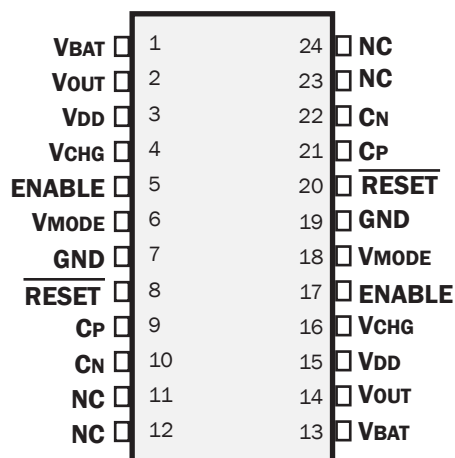 VBAT 1 24 NC
VOUT 2 23 NC
VDD 3 22 CN
VCHG 4 21 CP
ENABLE 5 20 RESET
VMODE 6 19 GND
GND 7 18 VMODE
RESET 8 17 ENABLE
CP 9 16 VCHG
CN 10 15 VDD
NC 11 14 VOUT
NC 12 13 VBAT